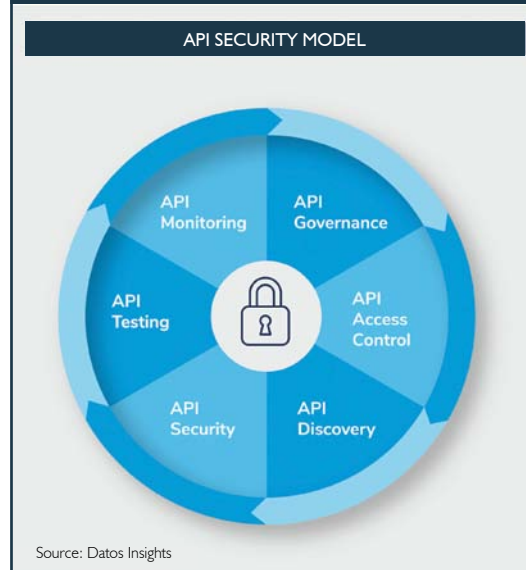 API SECURITY MODEL
API
Monitoring
API
Governance
API
Testing
API
Access
Control
API
Security
API
Discovery
Source: Datos Insights